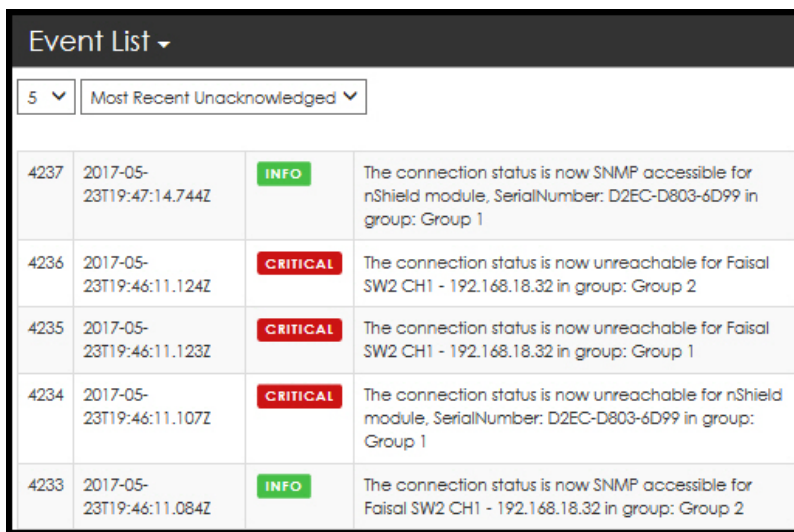 Event List
5 Most Recent Unacknowledged
4237 2017-05- INFO The connection status is now SNMP accessible for
23T19:47:14.744Z nShield module, SerialNumber: D2EC-D803-6D99 in
group: Group 1
4236 2017-05- CRITICAL The connection status is now unreachable for Faisal
23T19:46:11.124Z SW2 CH1 - 192.168.18.32 in group: Group 2
4235 2017-05- CRITICAL The connection status is now unreachable for Faisal
23T19:46:11.123Z SW2 CH1 - 192.168.18.32 in group: Group 1
4234 2017-05- CRITICAL The connection status is now unreachable for nShield
23T19:46:11.107Z module, SerialNumber: D2EC-D803-6D99 in group:
Group 1
4233 2017-05- INFO The connection status is now SNMP accessible for
23T19:46:11.084Z Faisal SW2 CH1 - 192.168.18.32 in group: Group 2